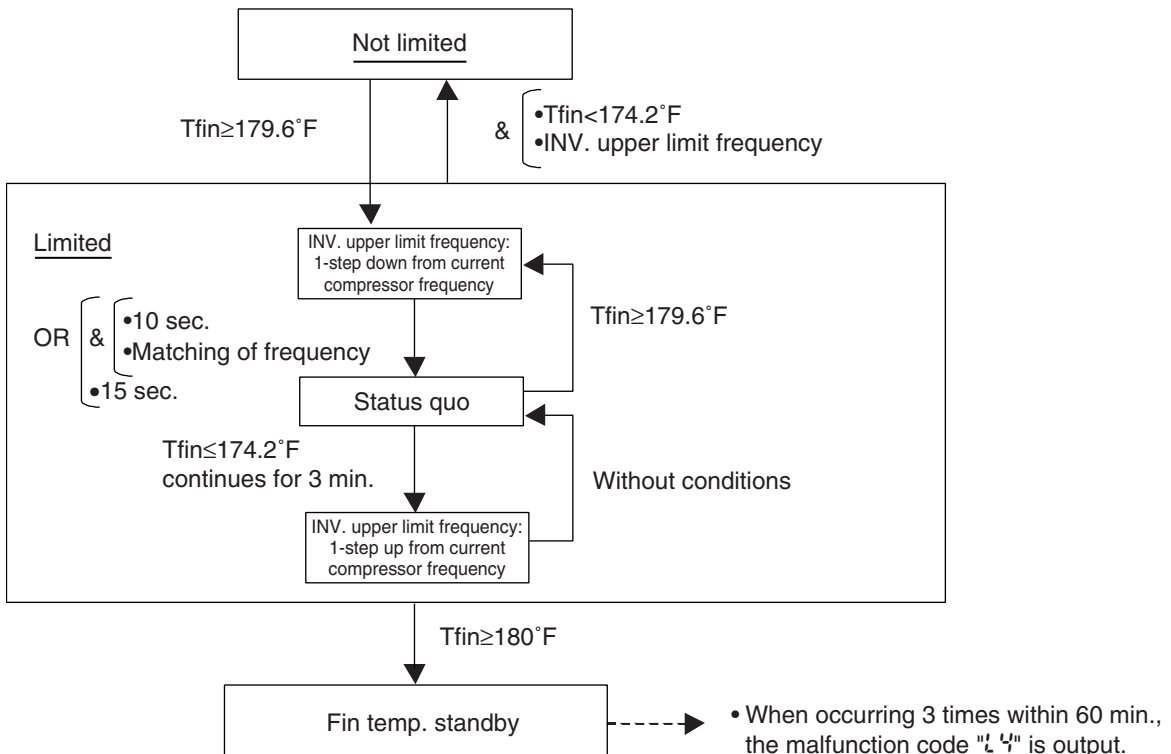 Not limited
Tfin≥179.6˚F
&
•Tfin<174.2˚F
•INV. upper limit frequency
Limited
INV. upper limit frequency:
1-step down from current
compressor frequency
OR
&
•10 sec.
•Matching of frequency
•15 sec.
Tfin≥179.6˚F
Status quo
Tfin≤174.2˚F
continues for 3 min.
Without conditions
INV. upper limit frequency:
1-step up from current
compressor frequency
Tfin≥180˚F
Fin temp. standby
• When occurring 3 times within 60 min.,
the malfunction code "L4" is output.